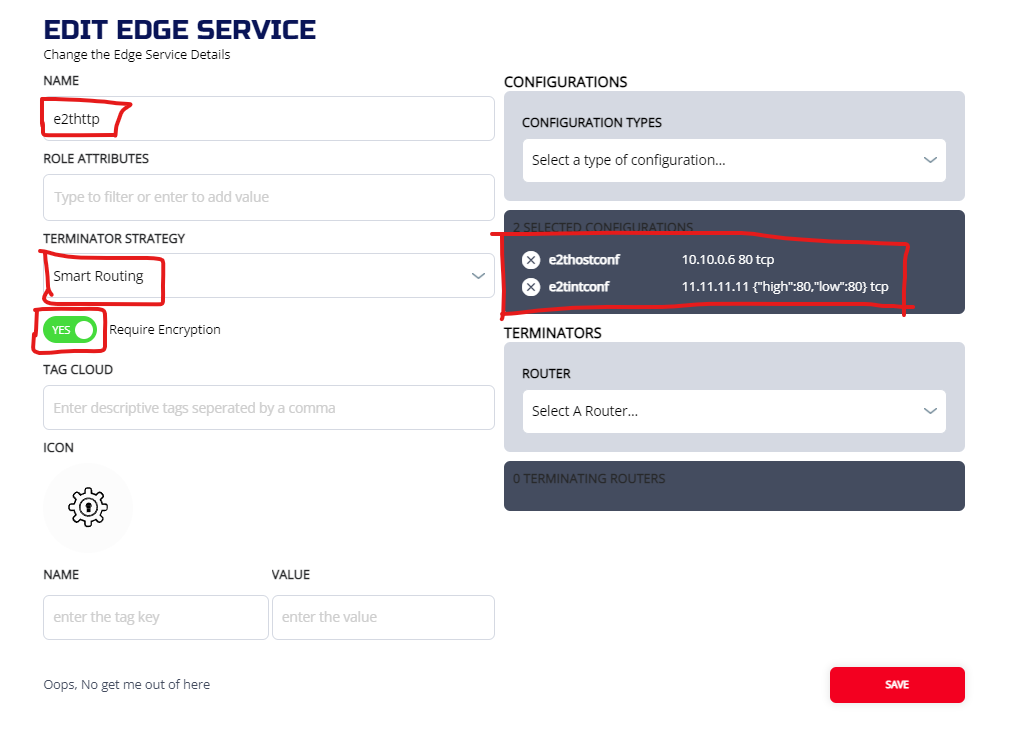 EDIT EDGE SERVICE
Change the Edge Service Details
NAME
e2thttp
ROLE ATTRIBUTES
Type to filter or enter to add value
TERMINATOR STRATEGY
Smart Routing
YES Require Encryption
TAG CLOUD
Enter descriptive tags seperated by a comma
ICON
NAME VALUE
enter the tag key enter the value
Oops, No get me out of here
CONFIGURATIONS
CONFIGURATION TYPES
Select a type of configuration...
2 SELECTED CONFIGURATIONS
e2thostconf 10.10.0.6 80 tcp
e2tintconf 11.11.11.11 {"high":80,"low":80} tcp
TERMINATORS
ROUTER
Select A Router...
0 TERMINATING ROUTERS
SAVE